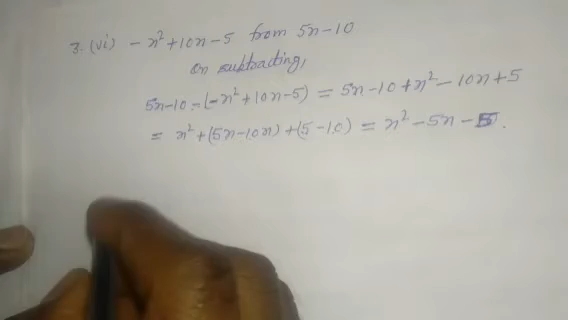 3. (vi) - x² + 10x - 5 from 5x - 10
On subtracting,
5x - 10 - (-x² + 10x - 5) = 5x - 10 + x² - 10x + 5
= x² + (5x - 10x) + (5 - 10) = x² - 5x - 5.